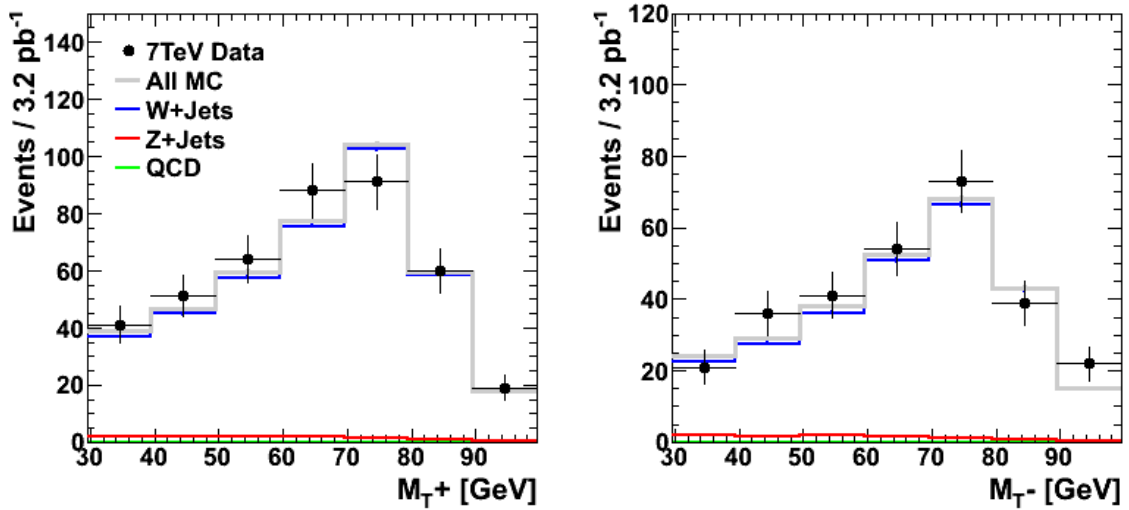 Events / 3.2 pb⁻¹
140
120
100
80
60
40
20
0
7TeV Data
All MC
W+Jets
Z+Jets
QCD
30 40 50 60 70 80 90
M_T+ [GeV]
Events / 3.2 pb⁻¹
120
100
80
60
40
20
0
30 40 50 60 70 80 90
M_T- [GeV]